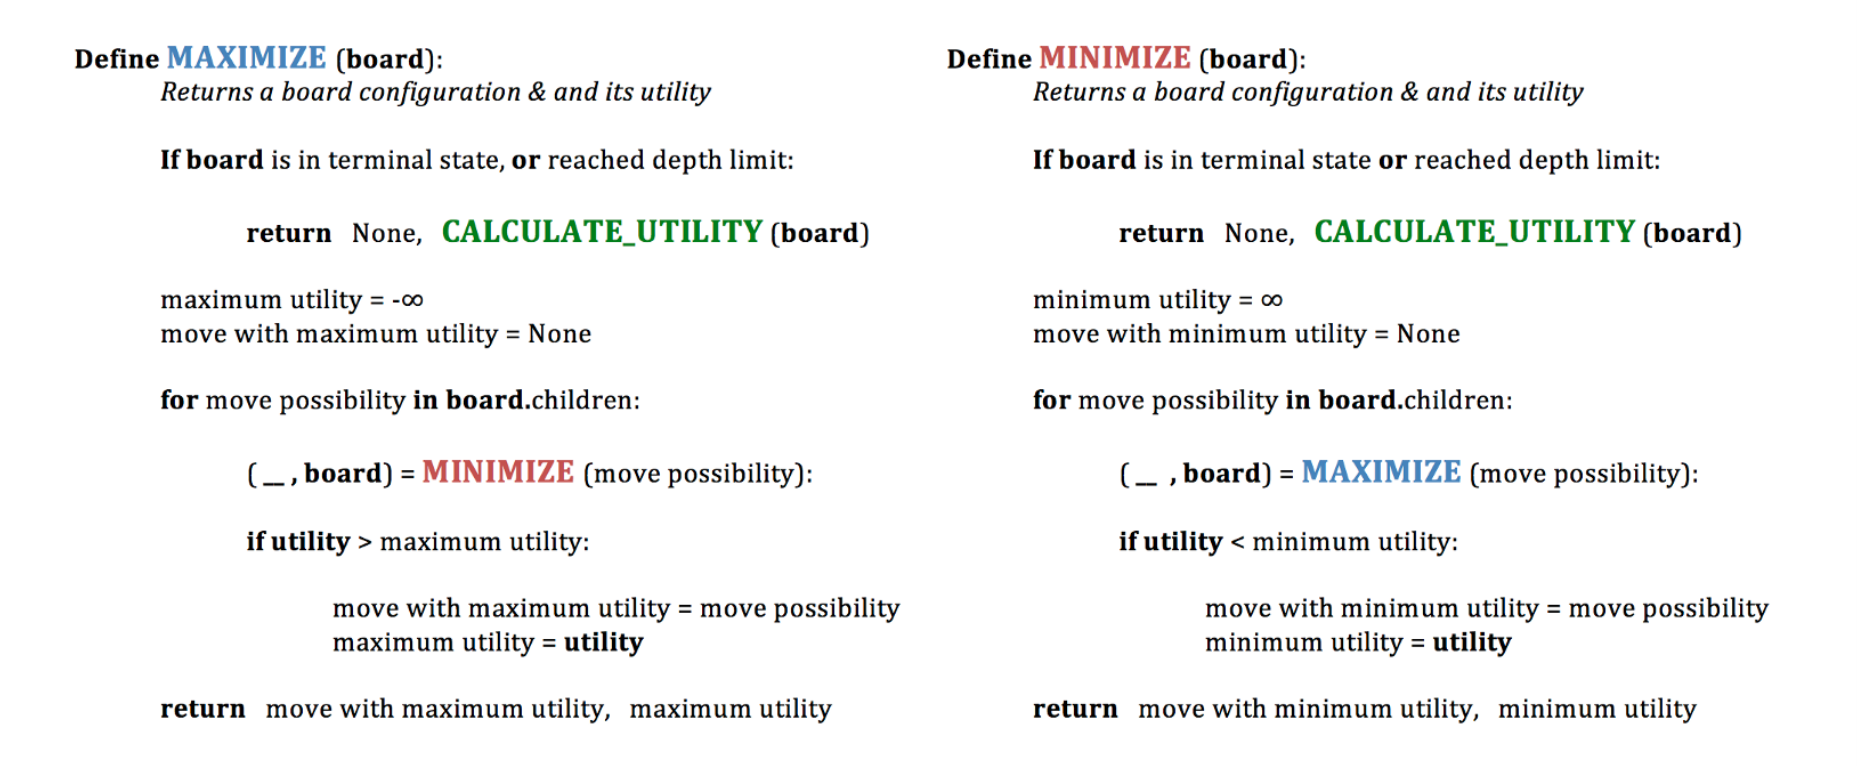 Define MAXIMIZE (board):
Returns a board configuration & and its utility
If board is in terminal state, or reached depth limit:
return None, CALCULATE_UTILITY (board)
maximum utility = -∞
move with maximum utility = None
for move possibility in board.children:
( _ , board) = MINIMIZE (move possibility):
if utility > maximum utility:
move with maximum utility = move possibility
maximum utility = utility
return move with maximum utility, maximum utility
Define MINIMIZE (board):
Returns a board configuration & and its utility
If board is in terminal state or reached depth limit:
return None, CALCULATE_UTILITY (board)
minimum utility = ∞
move with minimum utility = None
for move possibility in board.children:
( _ , board) = MAXIMIZE (move possibility):
if utility < minimum utility:
move with minimum utility = move possibility
minimum utility = utility
return move with minimum utility, minimum utility